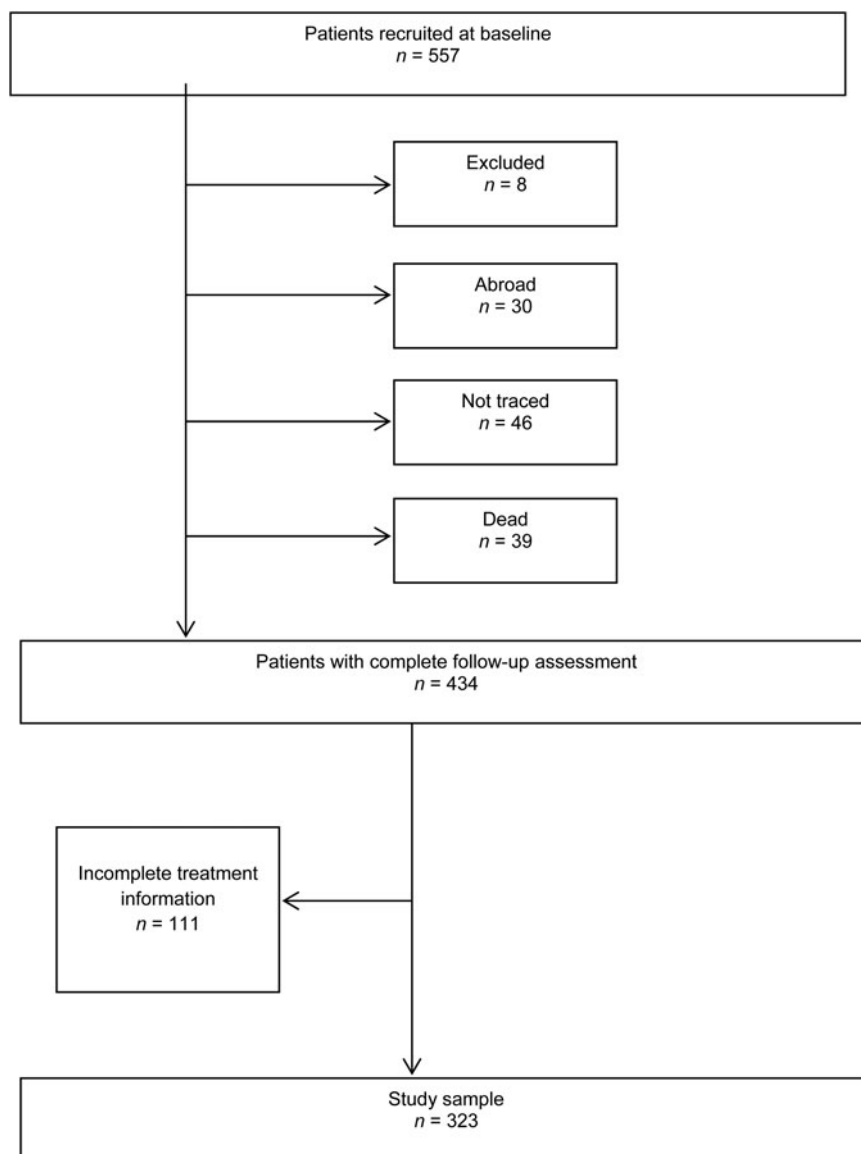 Patients recruited at baseline
n = 557
Excluded
n = 8
Abroad
n = 30
Not traced
n = 46
Dead
n = 39
Patients with complete follow-up assessment
n = 434
Incomplete treatment
information
n = 111
Study sample
n = 323